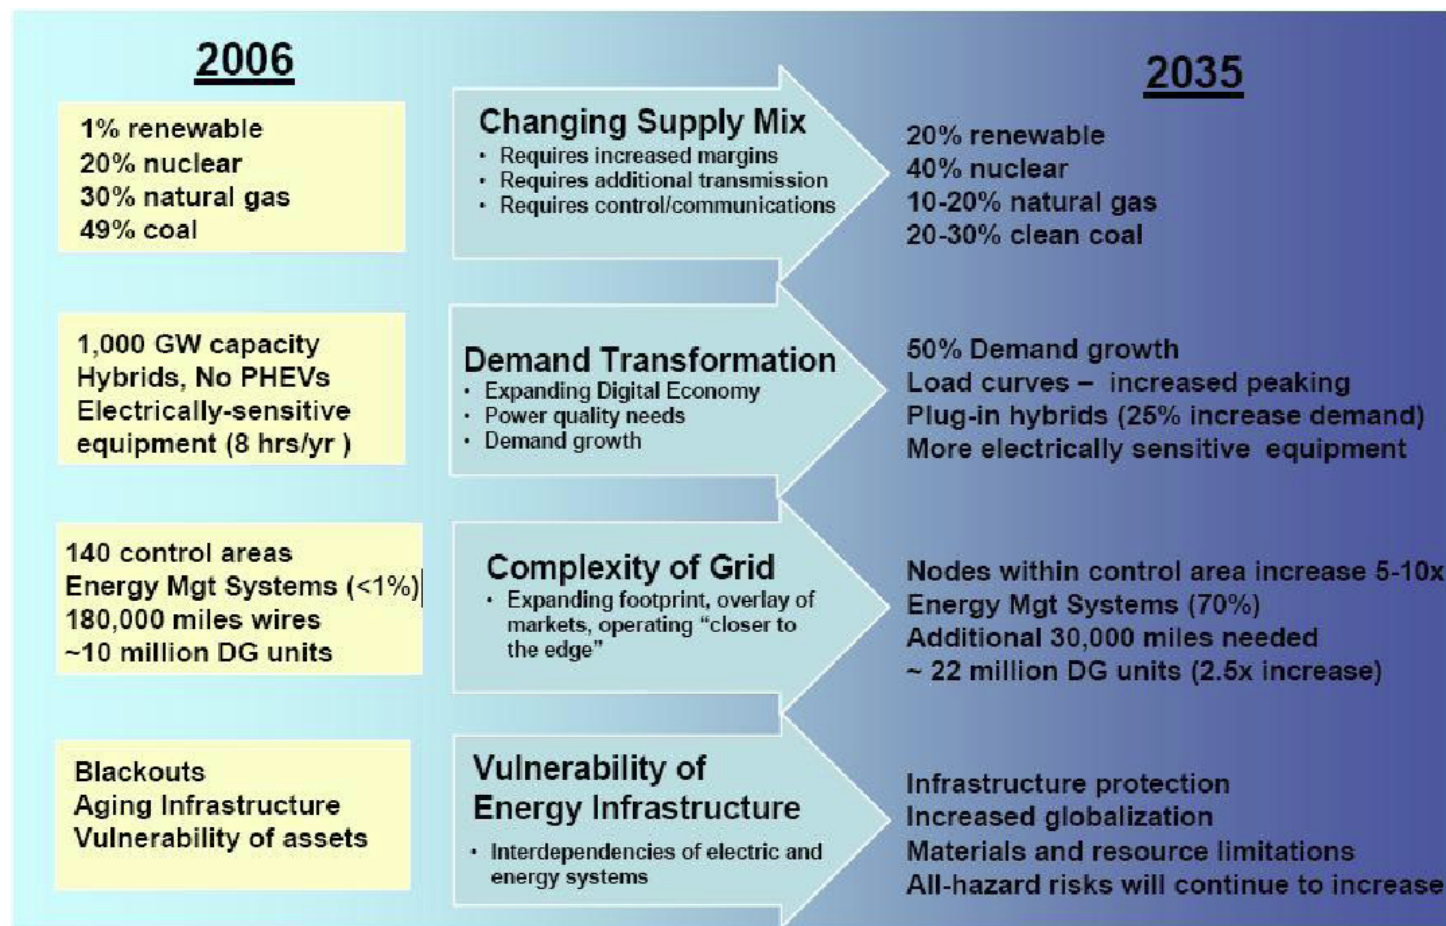 2006
2035
1% renewable
20% nuclear
30% natural gas
49% coal
Changing Supply Mix
• Requires increased margins
• Requires additional transmission
• Requires control/communications
20% renewable
40% nuclear
10-20% natural gas
20-30% clean coal
1,000 GW capacity
Hybrids, No PHEVs
Electrically-sensitive
equipment (8 hrs/yr )
Demand Transformation
• Expanding Digital Economy
• Power quality needs
• Demand growth
50% Demand growth
Load curves – increased peaking
Plug-in hybrids (25% increase demand)
More electrically sensitive equipment
140 control areas
Energy Mgt Systems (<1%)
180,000 miles wires
~10 million DG units
Complexity of Grid
• Expanding footprint, overlay of
markets, operating “closer to
the edge”
Nodes within control area increase 5-10x
Energy Mgt Systems (70%)
Additional 30,000 miles needed
~ 22 million DG units (2.5x increase)
Blackouts
Aging Infrastructure
Vulnerability of assets
Vulnerability of
Energy Infrastructure
• Interdependencies of electric and
energy systems
Infrastructure protection
Increased globalization
Materials and resource limitations
All-hazard risks will continue to increase